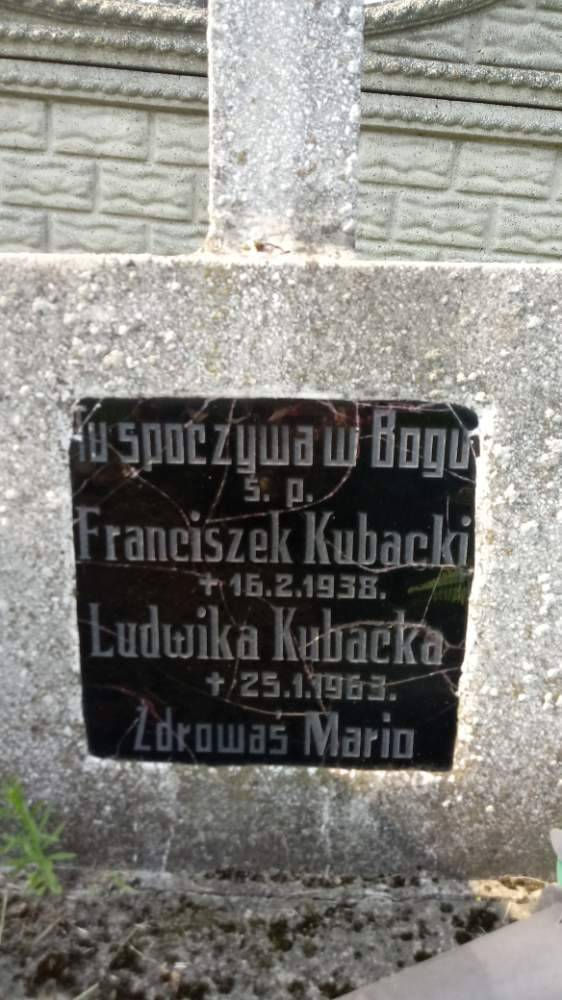 Tu spoczywa w Bogu
ś. p.
Franciszek Kubacki
+ 16.2.1938.
Ludwika Kubacka
+ 25.1.1963.
Zdrowaś Mario